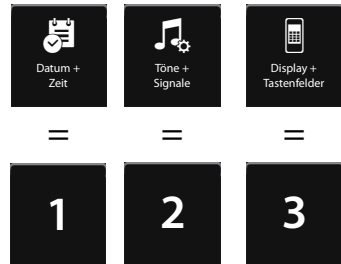 Datum +
Zeit
Töne +
Signale
Display +
Tastenfelder
= = =
1 2 3